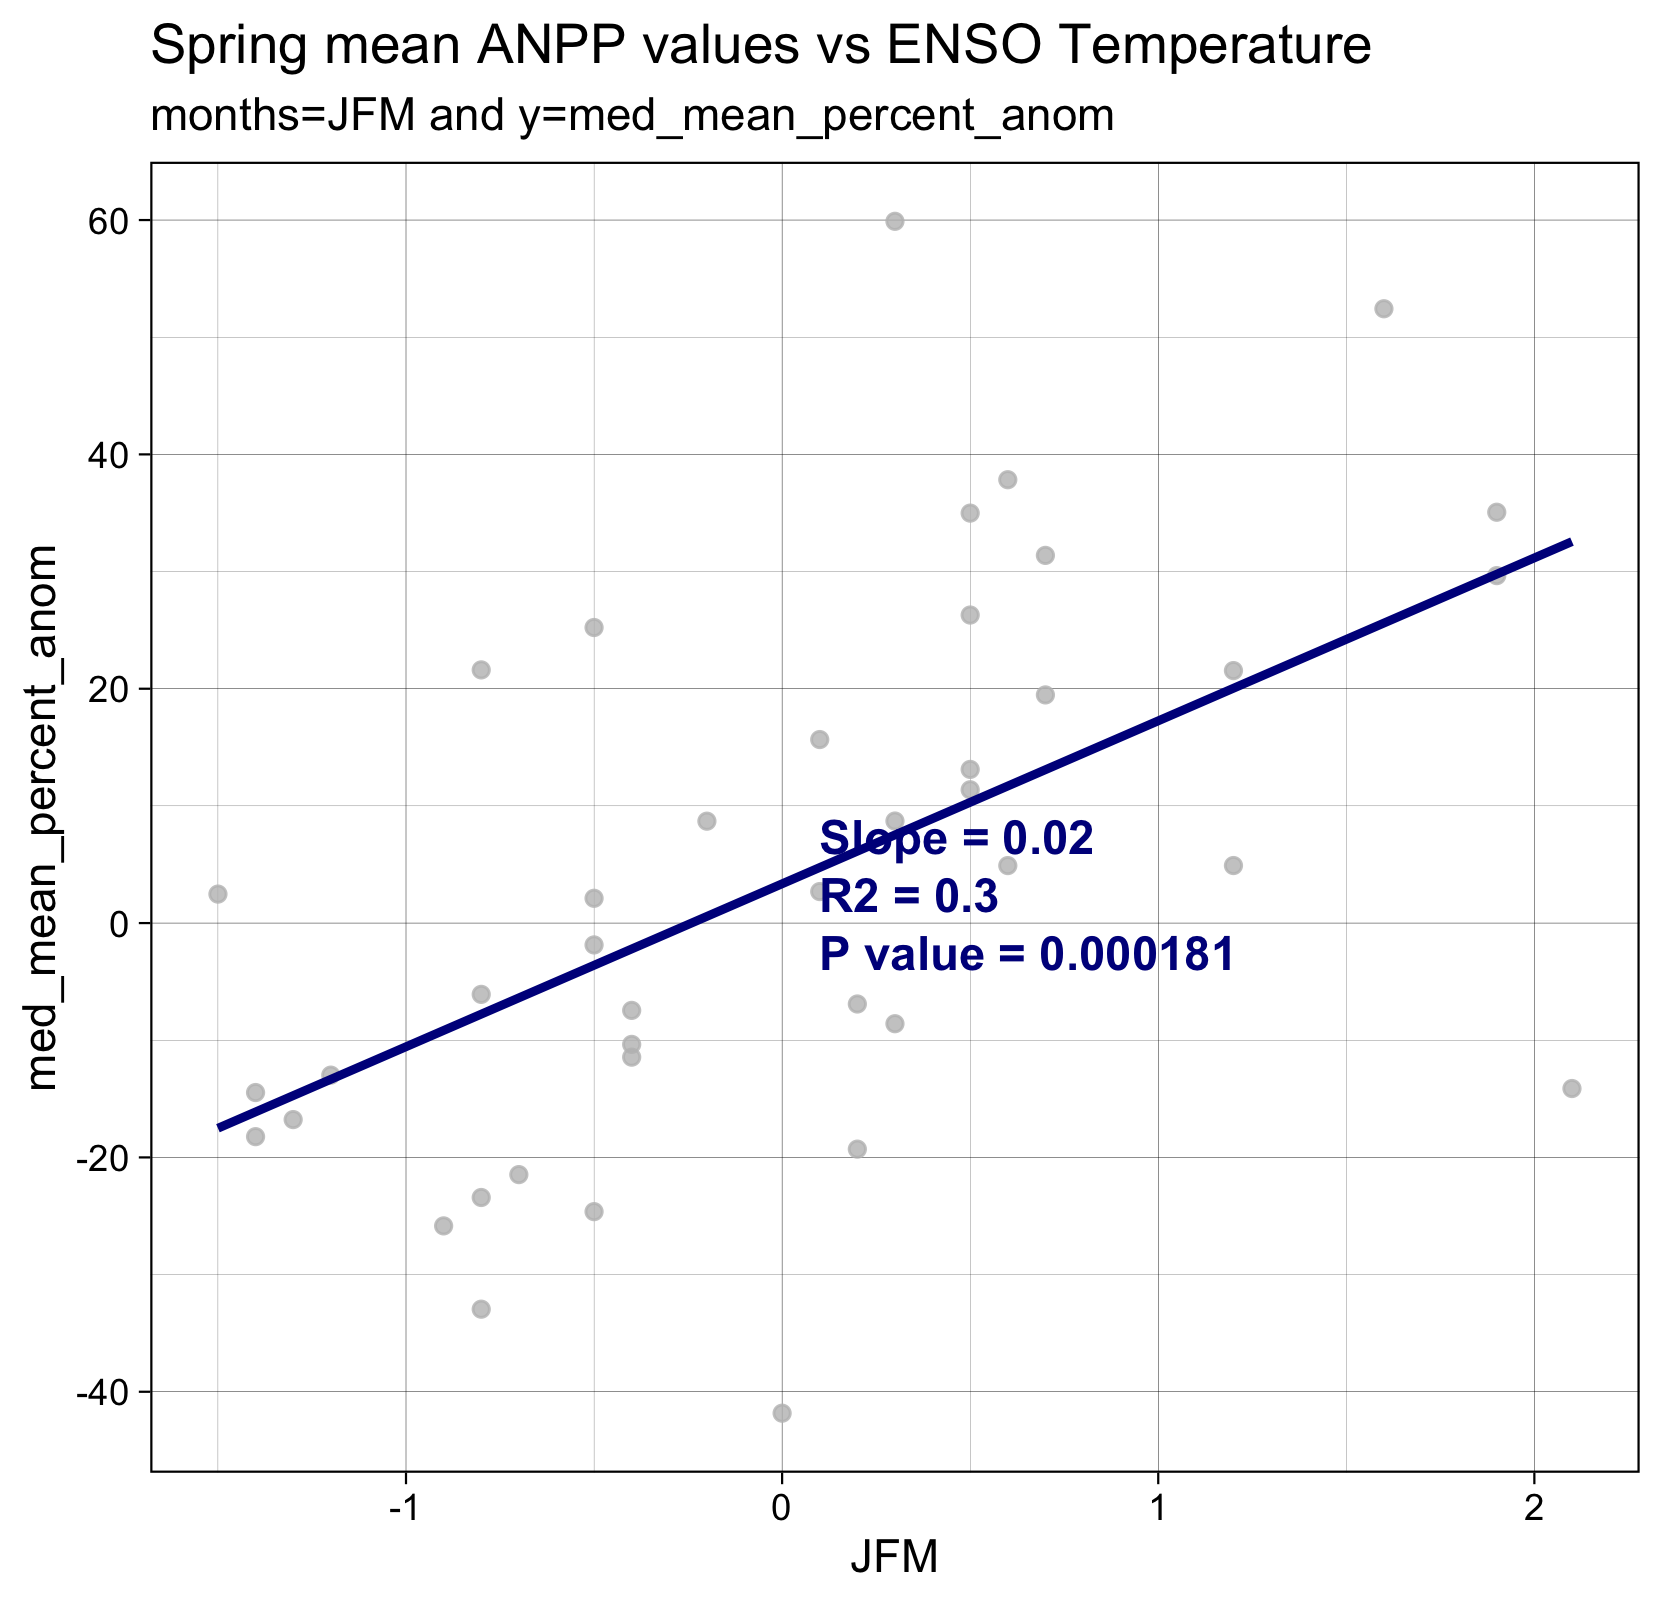 Spring mean ANPP values vs ENSO Temperature
months=JFM and y=med_mean_percent_anom
med_mean_percent_anom
60
40
20
0
-20
-40
Slope = 0.02
R2 = 0.3
P value = 0.000181
-1 0 1 2
JFM